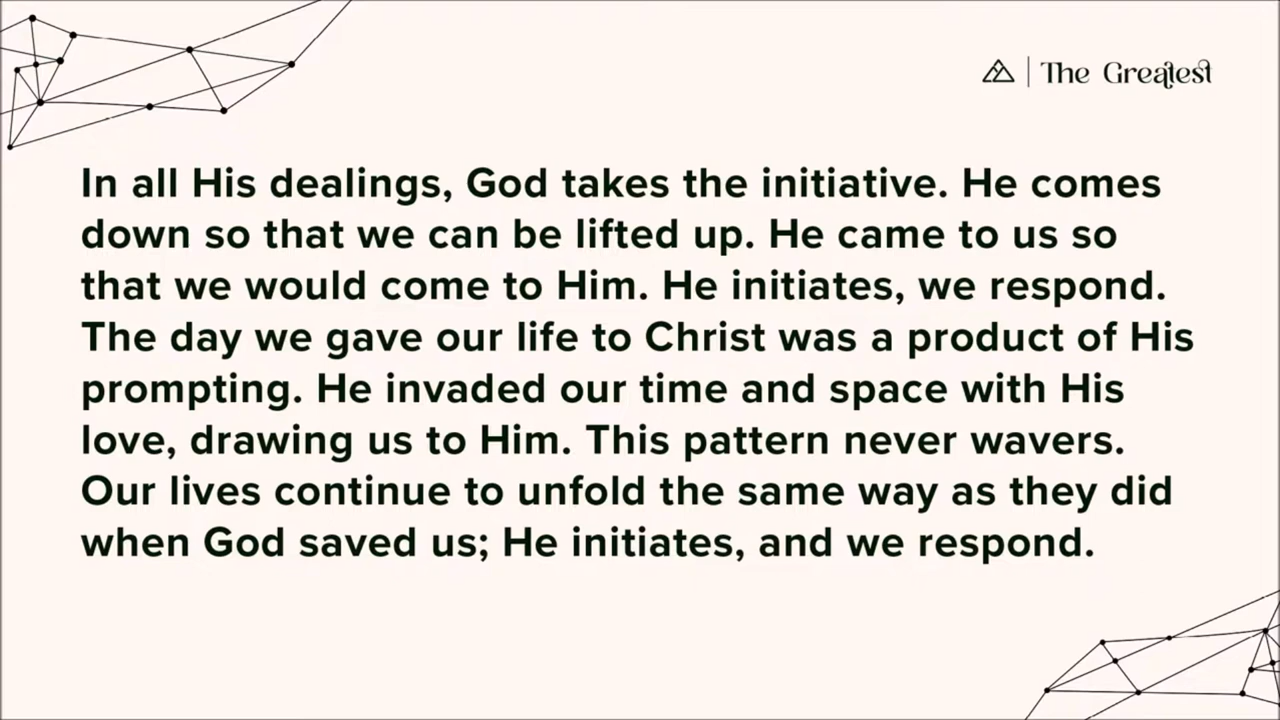 The Greatest
In all His dealings, God takes the initiative. He comes
down so that we can be lifted up. He came to us so
that we would come to Him. He initiates, we respond.
The day we gave our life to Christ was a product of His
prompting. He invaded our time and space with His
love, drawing us to Him. This pattern never wavers.
Our lives continue to unfold the same way as they did
when God saved us; He initiates, and we respond.